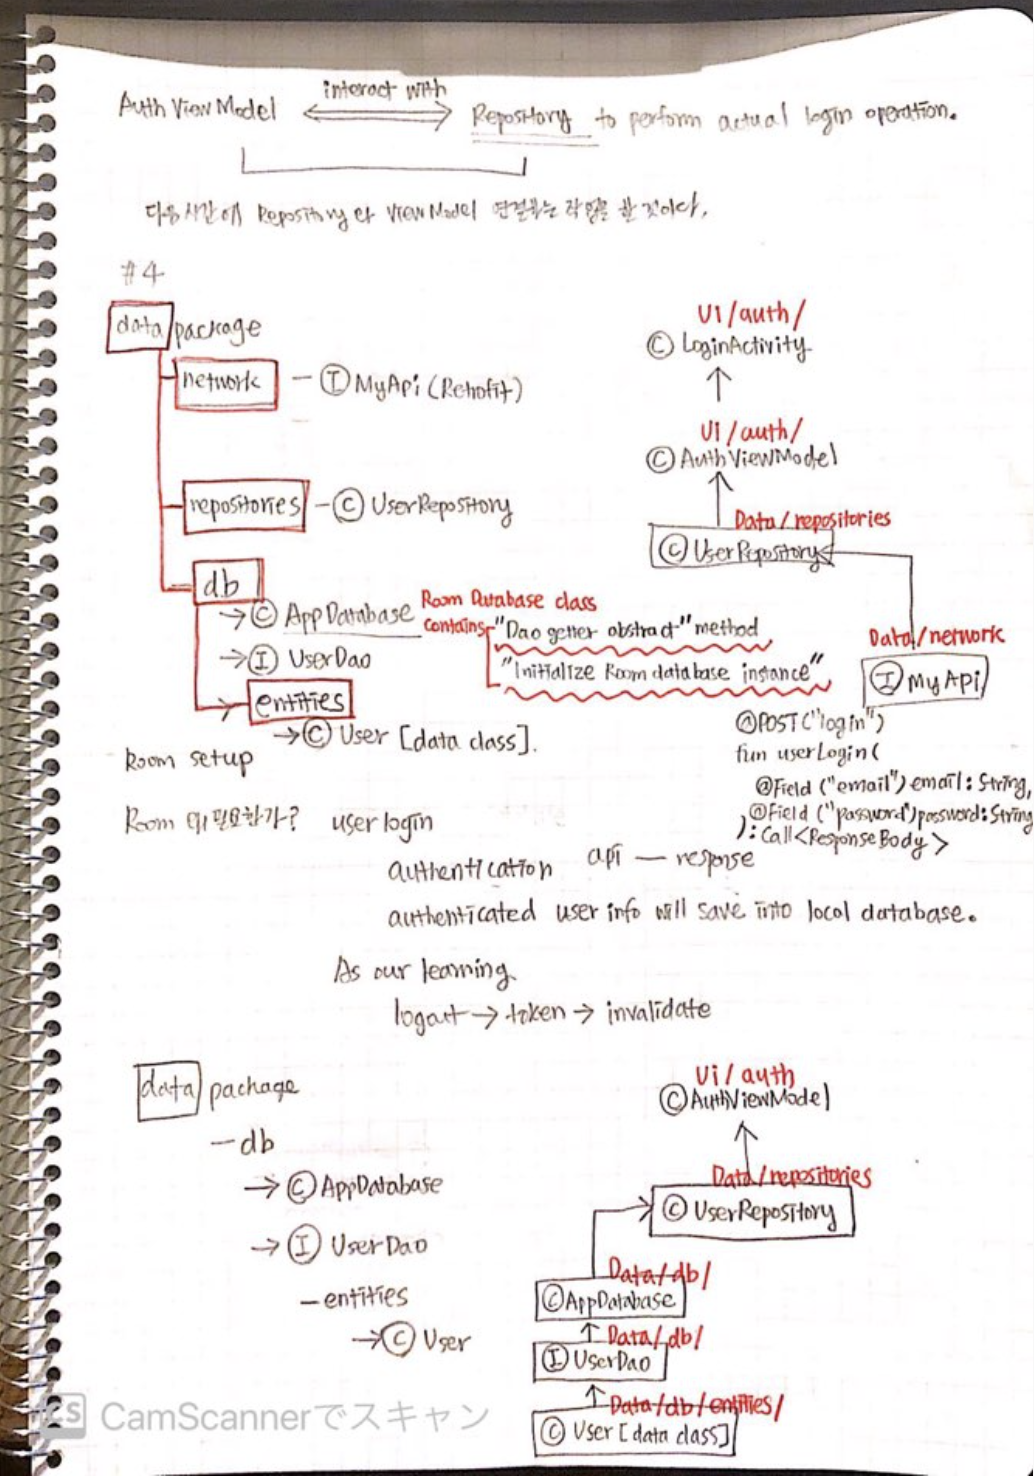 interact with
Auth ViewModel Repository to perform actual login operation.
다음 시간에 Repository 와 ViewModel 연결하는 작업을 할 것이다.
#4
data package
network - Ⓘ MyApi (Retrofit)
repositories - Ⓒ UserRepository
db
→ Ⓒ AppDatabase Room Database class
contains "Dao getter abstract" method
→ Ⓘ UserDao
"Initialize Room database instance"
entities
→ Ⓒ User [data class].
Ui/auth/
Ⓒ LoginActivity
Ui/auth/
Ⓒ AuthViewModel
Data/repositories
Ⓒ UserRepository
Data/network
Ⓘ MyApi
@POST("login")
fun userLogin(
@Field ("email") email: String,
@Field ("password") password: String
): Call<ResponseBody>
Room setup
Room 왜 필요한가? user login
authentication api — response
authenticated user info will save into local database.
As our learning
logout → token → invalidate
data package
- db
→ Ⓒ AppDatabase
→ Ⓘ UserDao
- entities
→ Ⓒ User
Ui/auth
Ⓒ AuthViewModel
Data/repositories
Ⓒ UserRepository
Data/db/
Ⓒ AppDatabase
Data/db/
Ⓘ UserDao
Data/db/entities/
Ⓒ User [data class]
CS CamScannerでスキャン